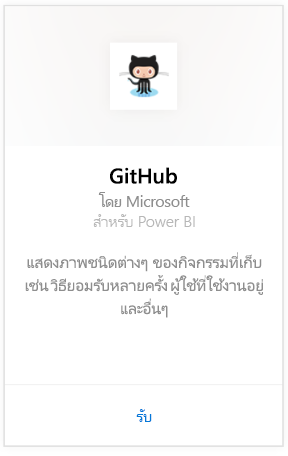 GitHub
โดย Microsoft
สำหรับ Power BI
แสดงภาพชนิดต่างๆ ของกิจกรรมที่เก็บ
เช่น วิธียอมรับหลายครั้ง ผู้ใช้ที่ใช้งานอยู่
และอื่นๆ
รับ